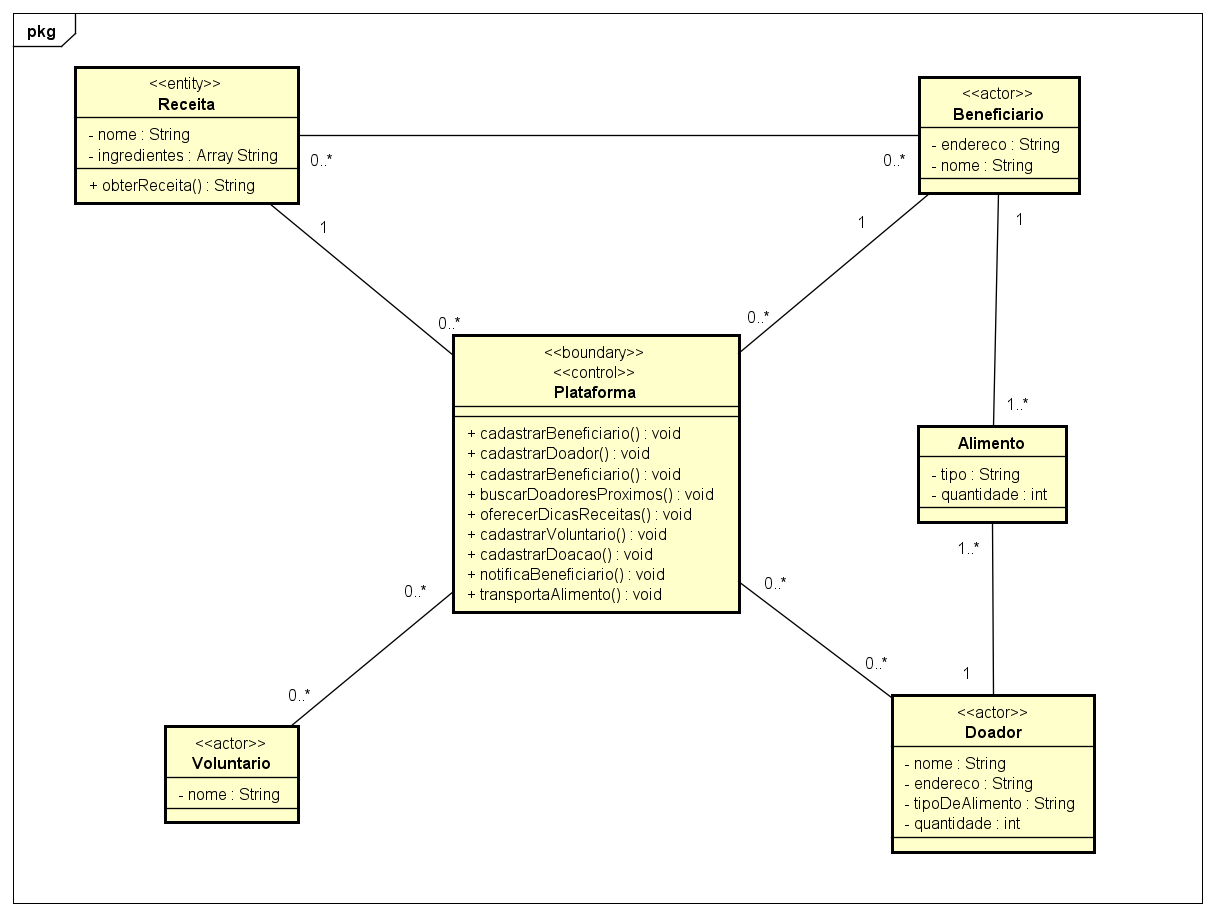 pkg
<<entity>>
Receita
- nome : String
- ingredientes : Array String
+ obterReceita() : String
<<actor>>
Beneficiario
- endereco : String
- nome : String
0..*
0..*
1
1
1
0..*
0..*
<<boundary>>
<<control>>
Plataforma
+ cadastrarBeneficiario() : void
+ cadastrarDoador() : void
+ cadastrarBeneficiario() : void
+ buscarDoadoresProximos() : void
+ oferecerDicasReceitas() : void
+ cadastrarVoluntario() : void
+ cadastrarDoacao() : void
+ notificaBeneficiario() : void
+ transportaAlimento() : void
1..*
Alimento
- tipo : String
- quantidade : int
1..*
0..*
0..*
0..*
1
0..*
<<actor>>
Voluntario
- nome : String
<<actor>>
Doador
- nome : String
- endereco : String
- tipoDeAlimento : String
- quantidade : int